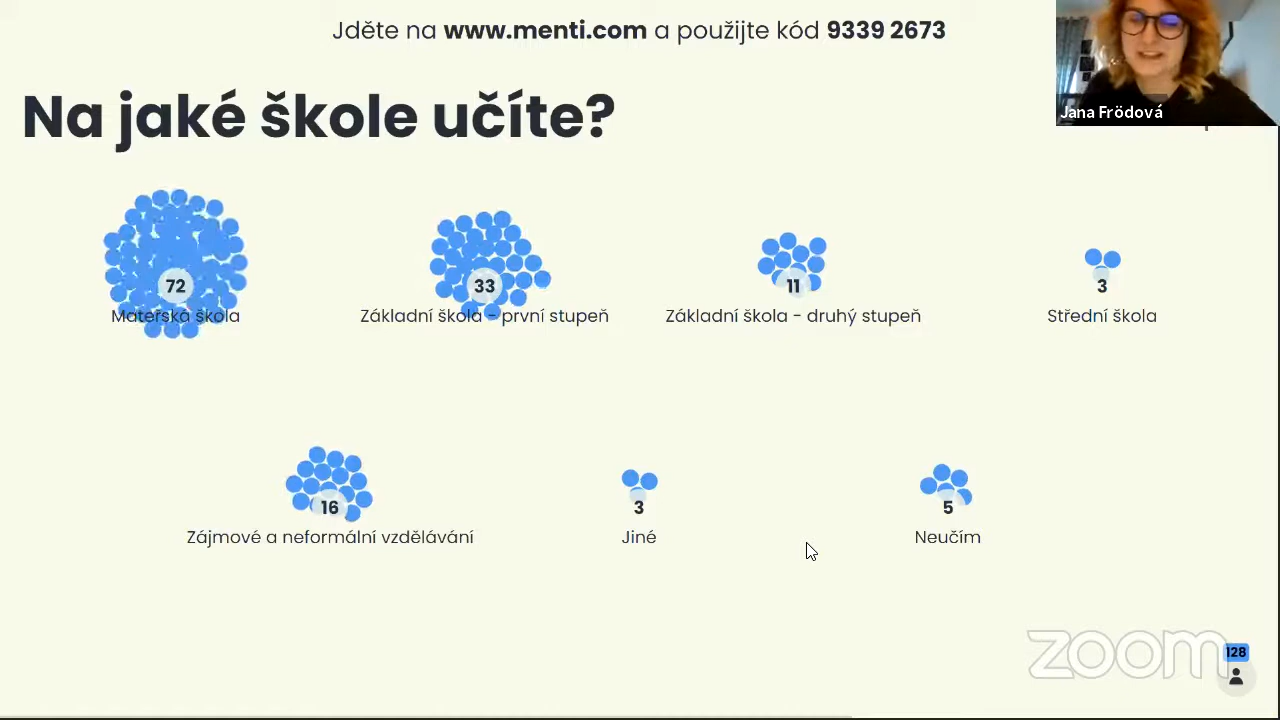 Jděte na www.menti.com a použijte kód 9339 2673
Jana Frödová
Na jaké škole učíte?
72
Mateřská škola
33
Základní škola - první stupeň
11
Základní škola - druhý stupeň
3
Střední škola
16
Zájmové a neformální vzdělávání
3
Jiné
5
Neučím
zoom
128